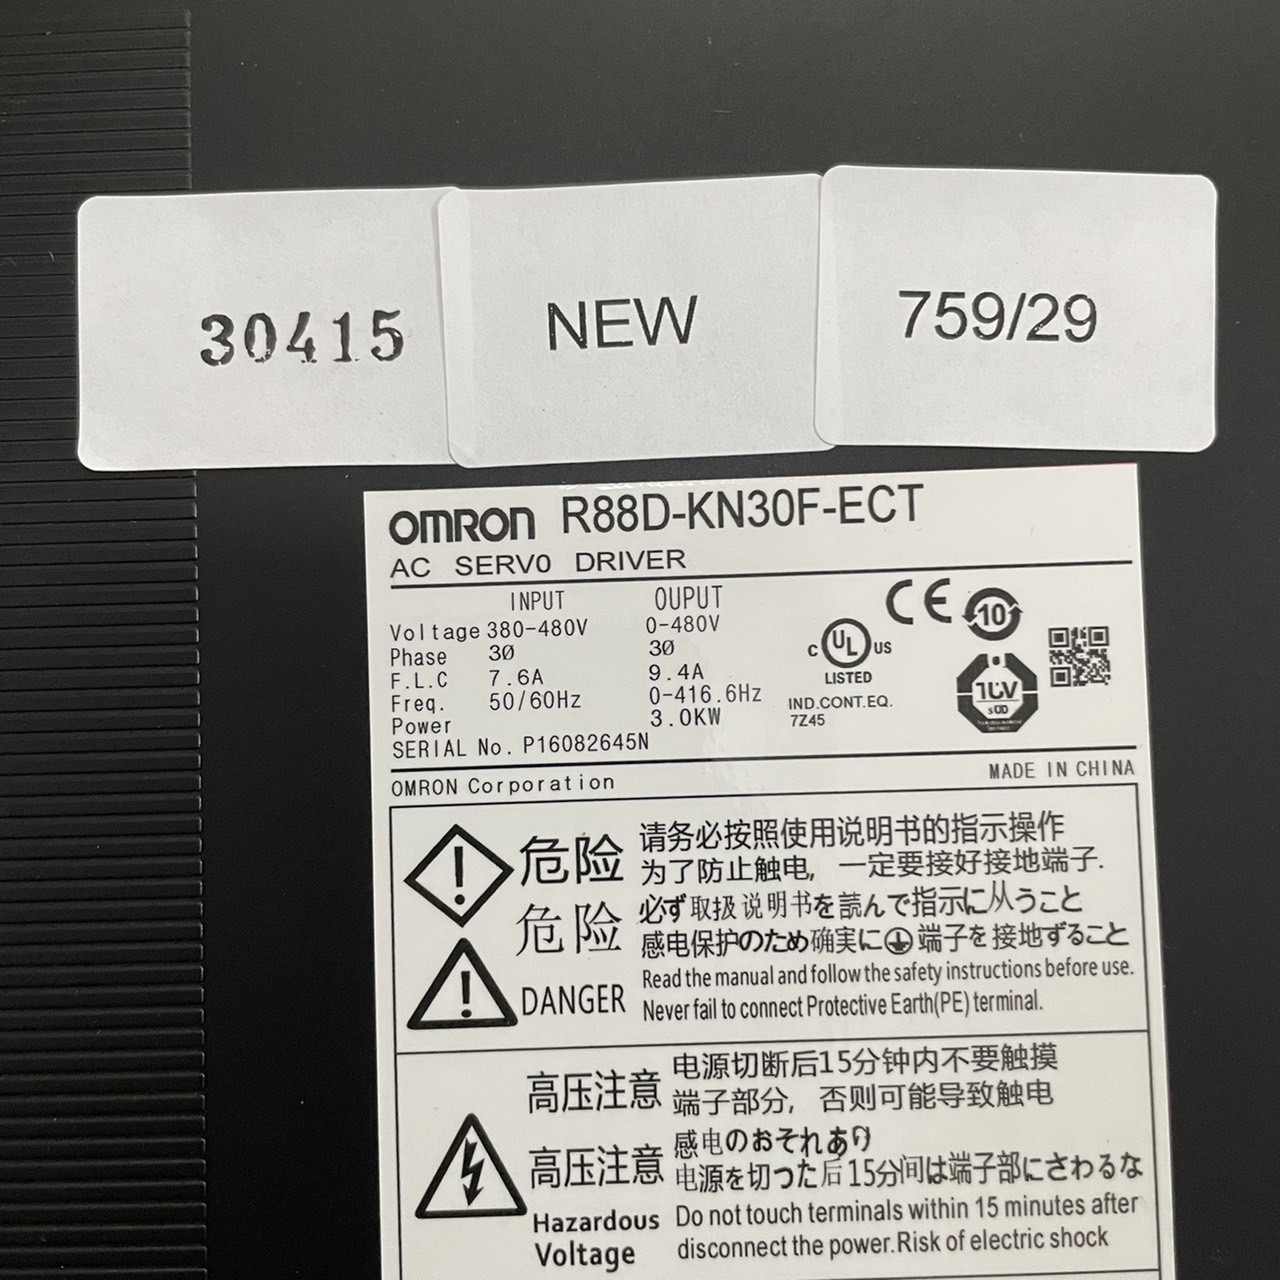 30415
NEW
759/29
OMRON R88D-KN30F-ECT
AC SERVO DRIVER
INPUT OUPUT
Voltage 380-480V 0-480V
Phase 3Ø 3Ø
F.L.C 7.6A 9.4A
Freq. 50/60Hz 0-416.6Hz
Power 3.0KW
SERIAL No. P16082645N
C UL US
LISTED
IND.CONT.EQ.
7Z45
CE
10
SÜD
OMRON Corporation
MADE IN CHINA
危险
请务必按照使用说明书的指示操作
为了防止触电,一定要接好接地端子.
危险
必ず取扱说明书を読んで指示に从うこと
感电保护のため确実に端子を接地ずること
DANGER
Read the manual and follow the safety instructions before use.
Never fail to connect Protective Earth(PE) terminal.
高压注意
电源切断后15分钟内不要触摸
端子部分,否则可能导致触电
高压注意
感电のおそれあり
电源を切つた后15分间は端子部にさわるな
Hazardous
Voltage
Do not touch terminals within 15 minutes after
disconnect the power.Risk of electric shock